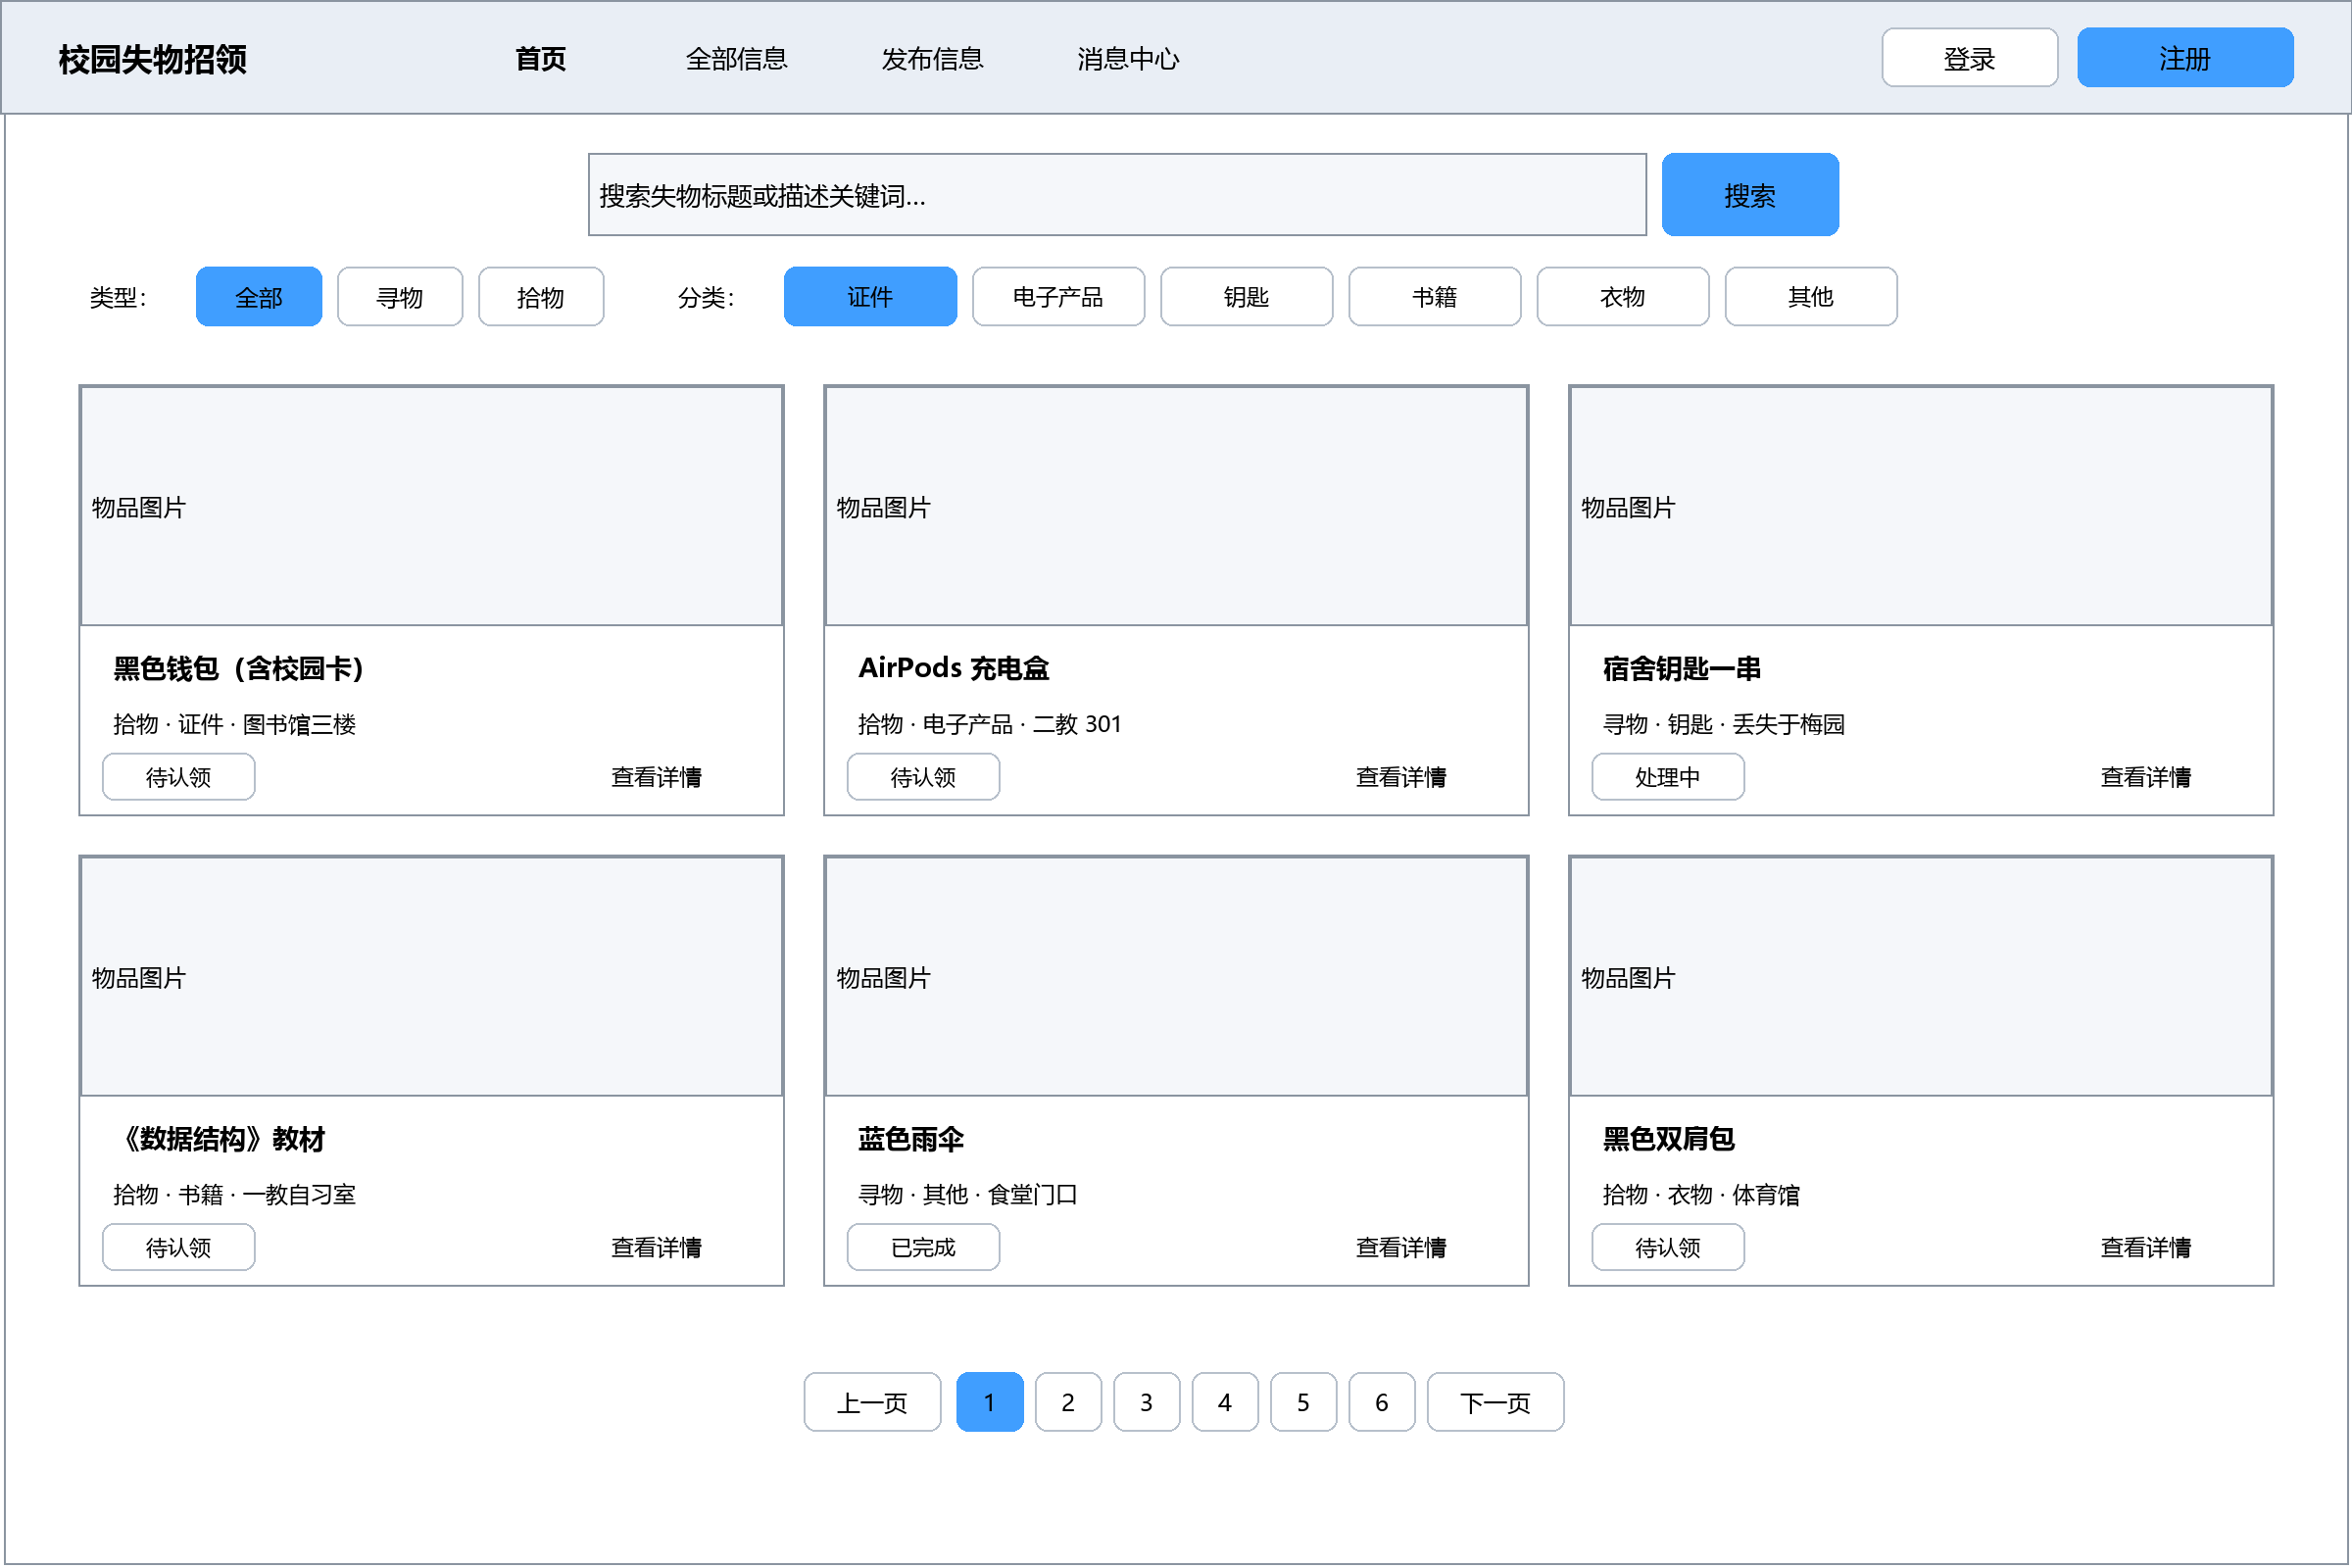 校园失物招领 首页 全部信息 发布信息 消息中心 登录 注册
搜索失物标题或描述关键词... 搜索
类型： 全部 寻物 拾物 分类： 证件 电子产品 钥匙 书籍 衣物 其他
物品图片 物品图片 物品图片
黑色钱包（含校园卡） AirPods 充电盒 宿舍钥匙一串
拾物 · 证件 · 图书馆三楼 拾物 · 电子产品 · 二教 301 寻物 · 钥匙 · 丢失于梅园
待认领 查看详情 待认领 查看详情 处理中 查看详情
物品图片 物品图片 物品图片
《数据结构》教材 蓝色雨伞 黑色双肩包
拾物 · 书籍 · 一教自习室 寻物 · 其他 · 食堂门口 拾物 · 衣物 · 体育馆
待认领 查看详情 已完成 查看详情 待认领 查看详情
上一页 1 2 3 4 5 6 下一页